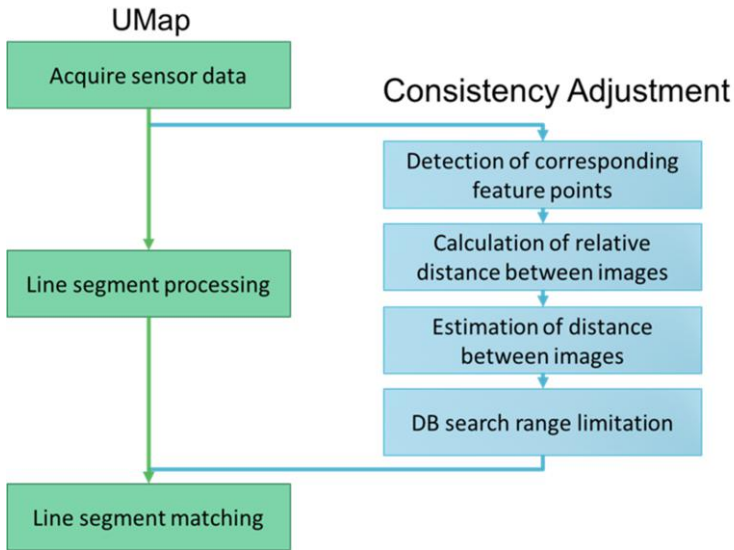 UMap
Acquire sensor data
Consistency Adjustment
Detection of corresponding
feature points
Calculation of relative
distance between images
Line segment processing
Estimation of distance
between images
DB search range limitation
Line segment matching